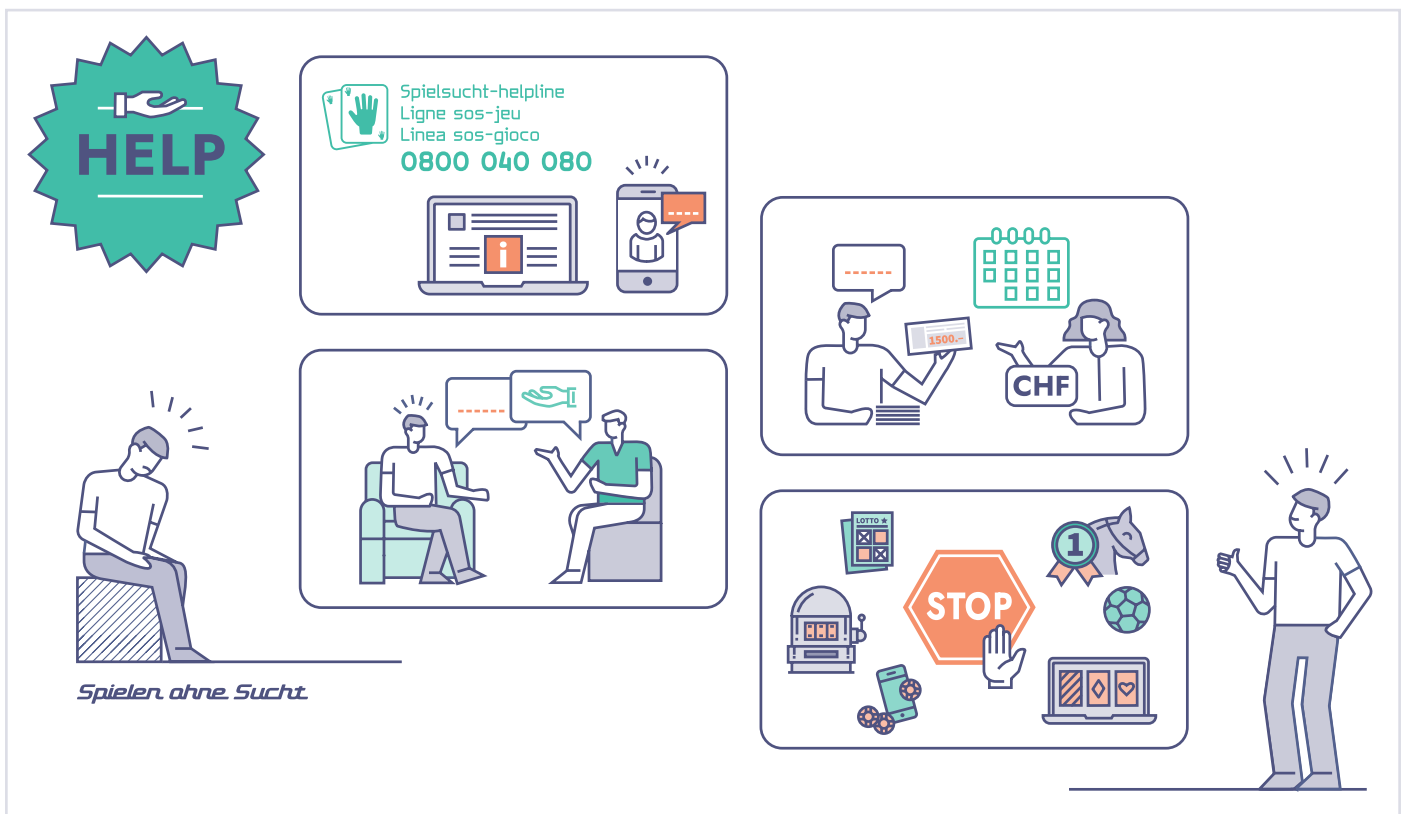 HELP
Spielsucht-helpline
Ligne sos-jeu
Linea sos-gioco
0800 040 080
i
1500.–
CHF
LOTTO
1
STOP
Spielen ohne Sucht